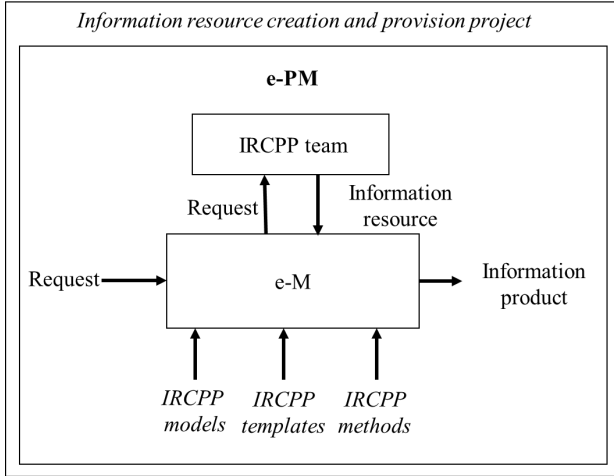 Information resource creation and provision project
e-PM
IRCPP team
Request
Information
resource
Request
e-M
Information
product
IRCPP
models
IRCPP
templates
IRCPP
methods